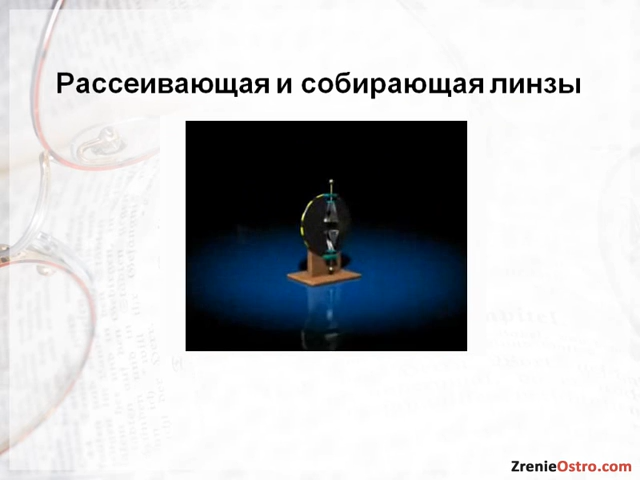 Рассеивающая и собирающая линзы
ZrenieOstro.com